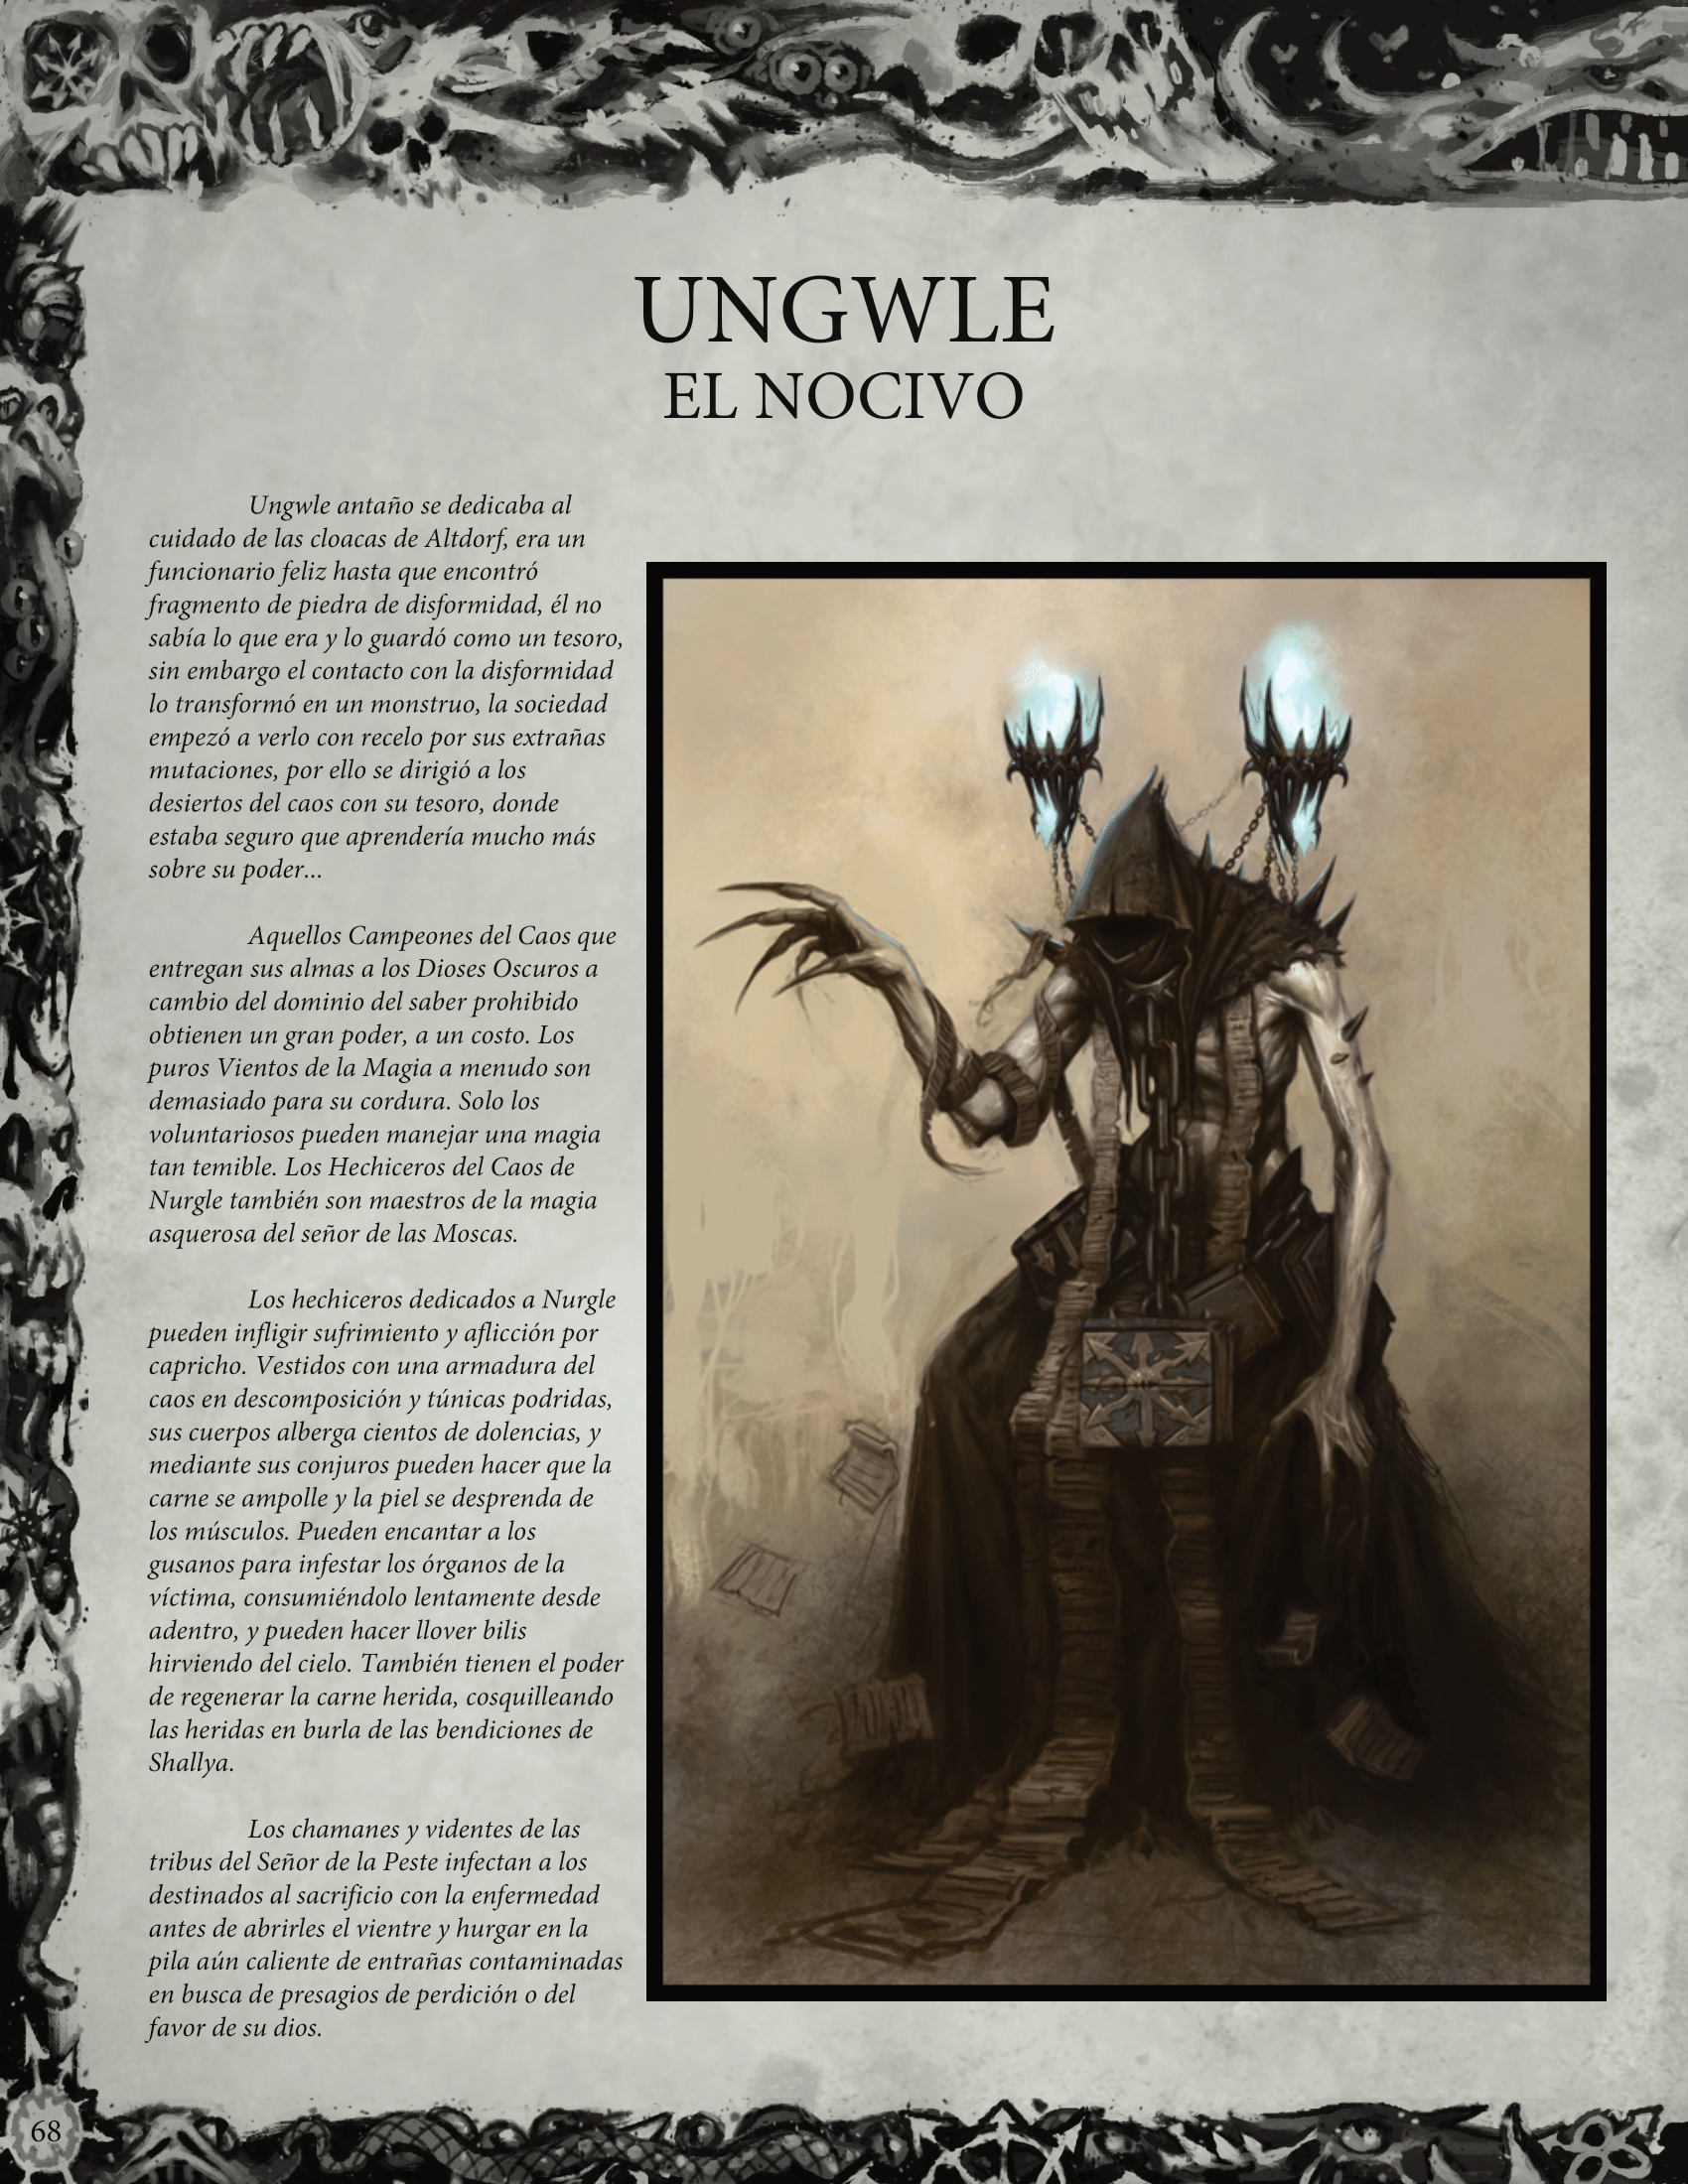 UNGWLE
EL NOCIVO
Ungwle antaño se dedicaba al
cuidado de las cloacas de Altdorf, era un
funcionario feliz hasta que encontró
fragmento de piedra de disformidad, él no
sabía lo que era y lo guardó como un tesoro,
sin embargo el contacto con la disformidad
lo transformó en un monstruo, la sociedad
empezó a verlo con recelo por sus extrañas
mutaciones, por ello se dirigió a los
desiertos del caos con su tesoro, donde
estaba seguro que aprendería mucho más
sobre su poder...
Aquellos Campeones del Caos que
entregan sus almas a los Dioses Oscuros a
cambio del dominio del saber prohibido
obtienen un gran poder, a un costo. Los
puros Vientos de la Magia a menudo son
demasiado para su cordura. Solo los
voluntariosos pueden manejar una magia
tan temible. Los Hechiceros del Caos de
Nurgle también son maestros de la magia
asquerosa del señor de las Moscas.
Los hechiceros dedicados a Nurgle
pueden infligir sufrimiento y aflicción por
capricho. Vestidos con una armadura del
caos en descomposición y túnicas podridas,
sus cuerpos alberga cientos de dolencias, y
mediante sus conjuros pueden hacer que la
carne se ampolle y la piel se desprenda de
los músculos. Pueden encantar a los
gusanos para infestar los órganos de la
víctima, consumiéndolo lentamente desde
adentro, y pueden hacer llover bilis
hirviendo del cielo. También tienen el poder
de regenerar la carne herida, cosquilleando
las heridas en burla de las bendiciones de
Shallya.
Los chamanes y videntes de las
tribus del Señor de la Peste infectan a los
destinados al sacrificio con la enfermedad
antes de abrirles el vientre y hurgar en la
pila aún caliente de entrañas contaminadas
en busca de presagios de perdición o del
favor de su dios.
68